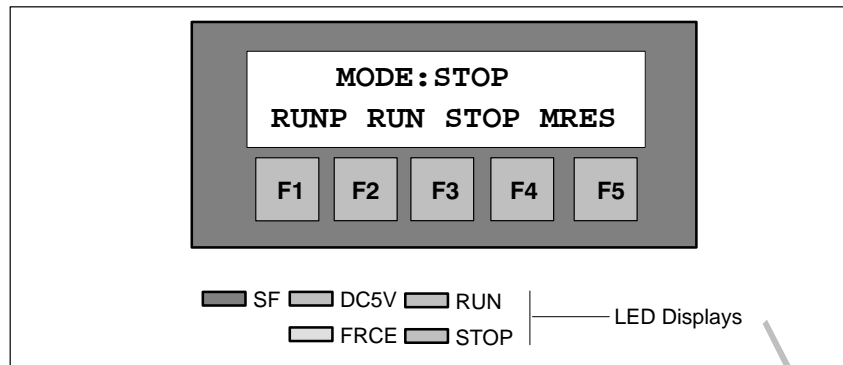 MODE:STOP
RUNP RUN STOP MRES
F1 F2 F3 F4 F5
SF DC5V RUN
FRCE STOP
LED Displays